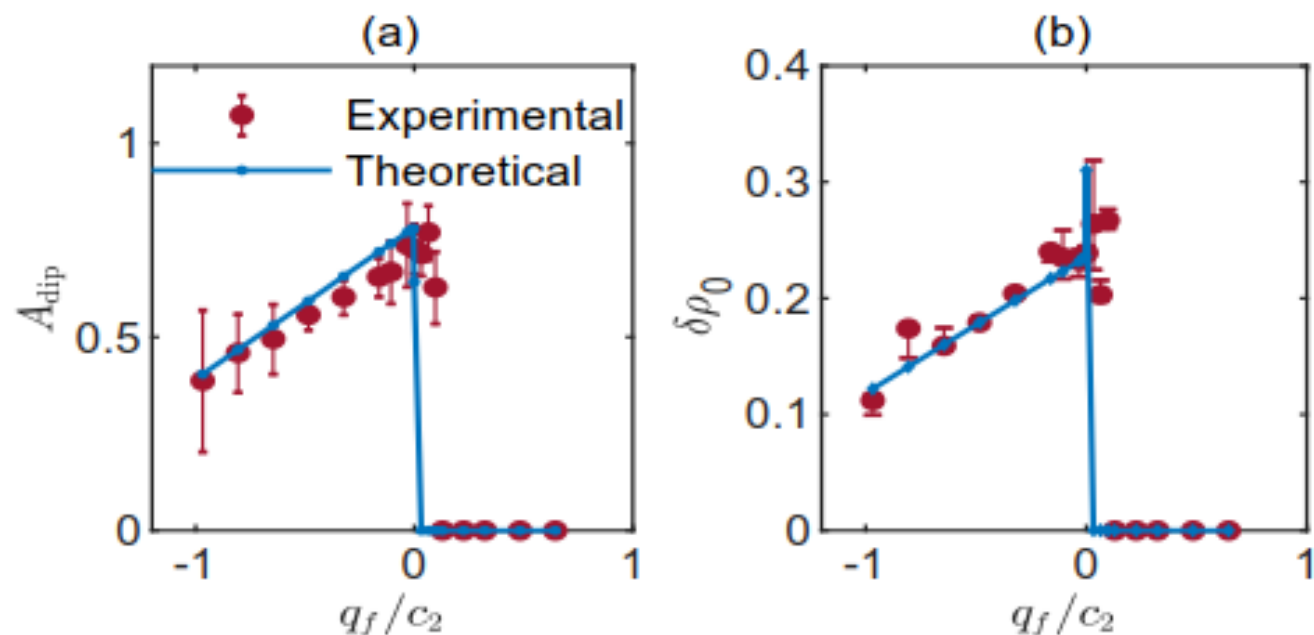 (a)
1
0.5
0
-1
0
1
A_dip
q_f/c_2
Experimental
Theoretical
(b)
0.4
0.3
0.2
0.1
0
-1
0
1
δρ_0
q_f/c_2